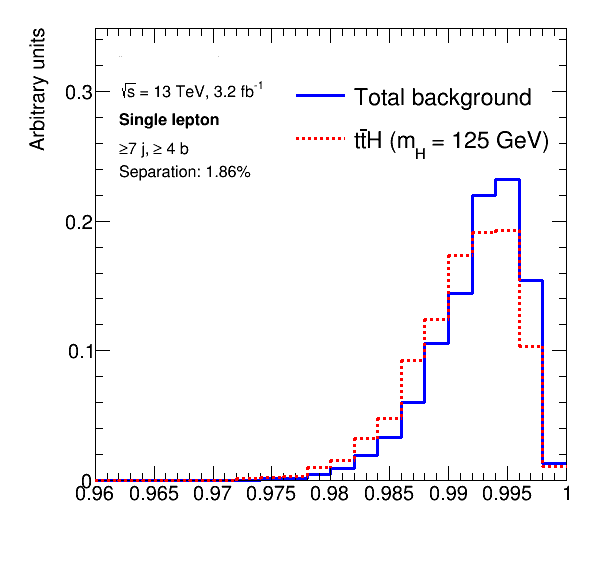 Arbitrary units
√s = 13 TeV, 3.2 fb⁻¹
Single lepton
≥7 j, ≥ 4 b
Separation: 1.86%
Total background
tt̄H (m_H = 125 GeV)
0.3
0.2
0.1
0
0.96 0.965 0.97 0.975 0.98 0.985 0.99 0.995 1